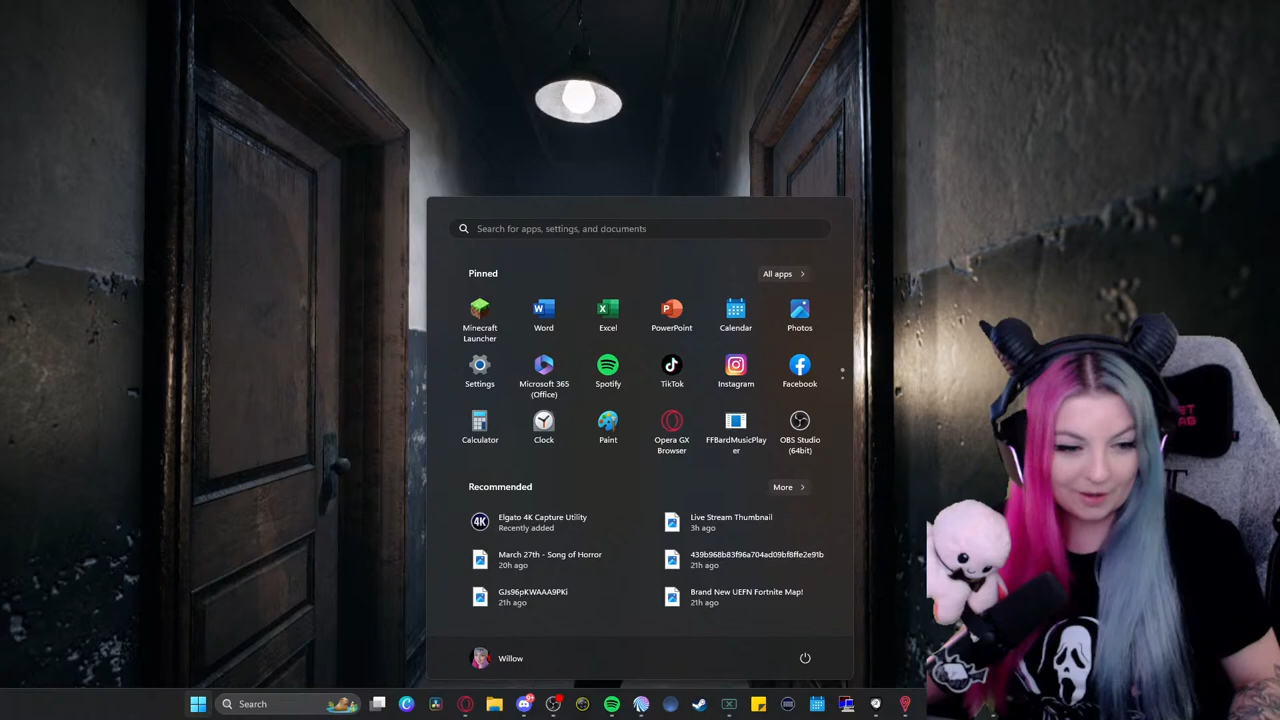 Search for apps, settings, and documents
Pinned
All apps
Minecraft Launcher
Word
Excel
PowerPoint
Calendar
Photos
Settings
Microsoft 365 (Office)
Spotify
TikTok
Instagram
Facebook
Calculator
Clock
Paint
Opera GX Browser
FFBardMusicPlayer
OBS Studio (64bit)
Recommended
More
Elgato 4K Capture Utility
Recently added
Live Stream Thumbnail
3h ago
March 27th - Song of Horror
20h ago
439b968b83f96a704ad09bf8ffe2e91b
21h ago
GJs96pKWAAA9PKi
21h ago
Brand New UEFN Fortnite Map!
21h ago
Willow
Search